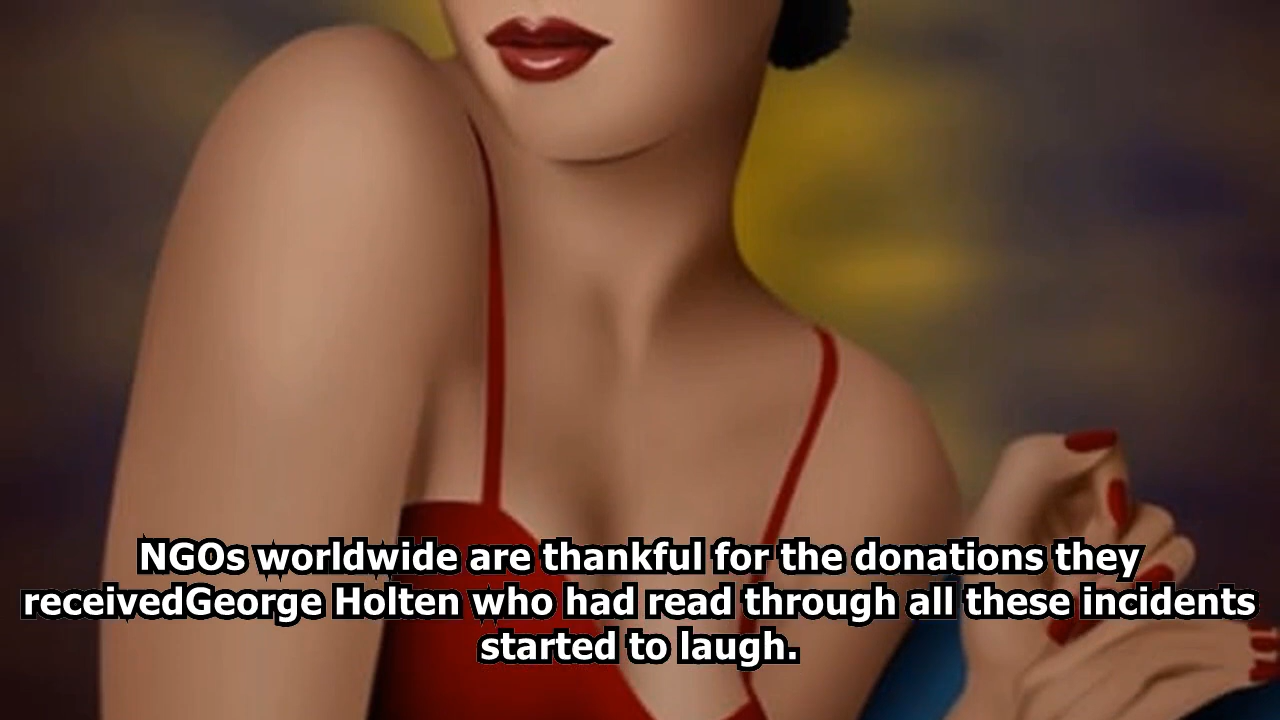 NGOs worldwide are thankful for the donations they
receivedGeorge Holten who had read through all these incidents
started to laugh.